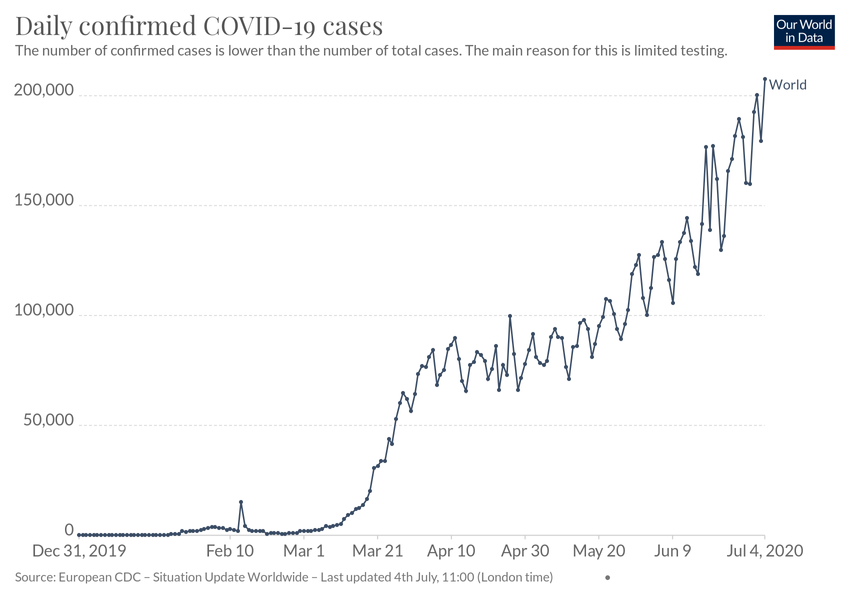 Daily confirmed COVID-19 cases
The number of confirmed cases is lower than the number of total cases. The main reason for this is limited testing.
Our World
in Data
200,000
World
150,000
100,000
50,000
0
Dec 31, 2019 Feb 10 Mar 1 Mar 21 Apr 10 Apr 30 May 20 Jun 9 Jul 4, 2020
Source: European CDC – Situation Update Worldwide – Last updated 4th July, 11:00 (London time) •